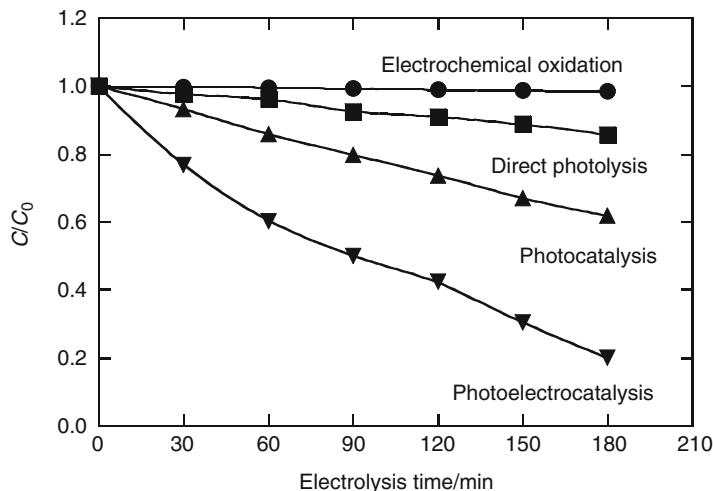 1.2
1.0
0.8
0.6
0.4
0.2
0.0
C/C0
Electrochemical oxidation
Direct photolysis
Photocatalysis
Photoelectrocatalysis
0 30 60 90 120 150 180 210
Electrolysis time/min